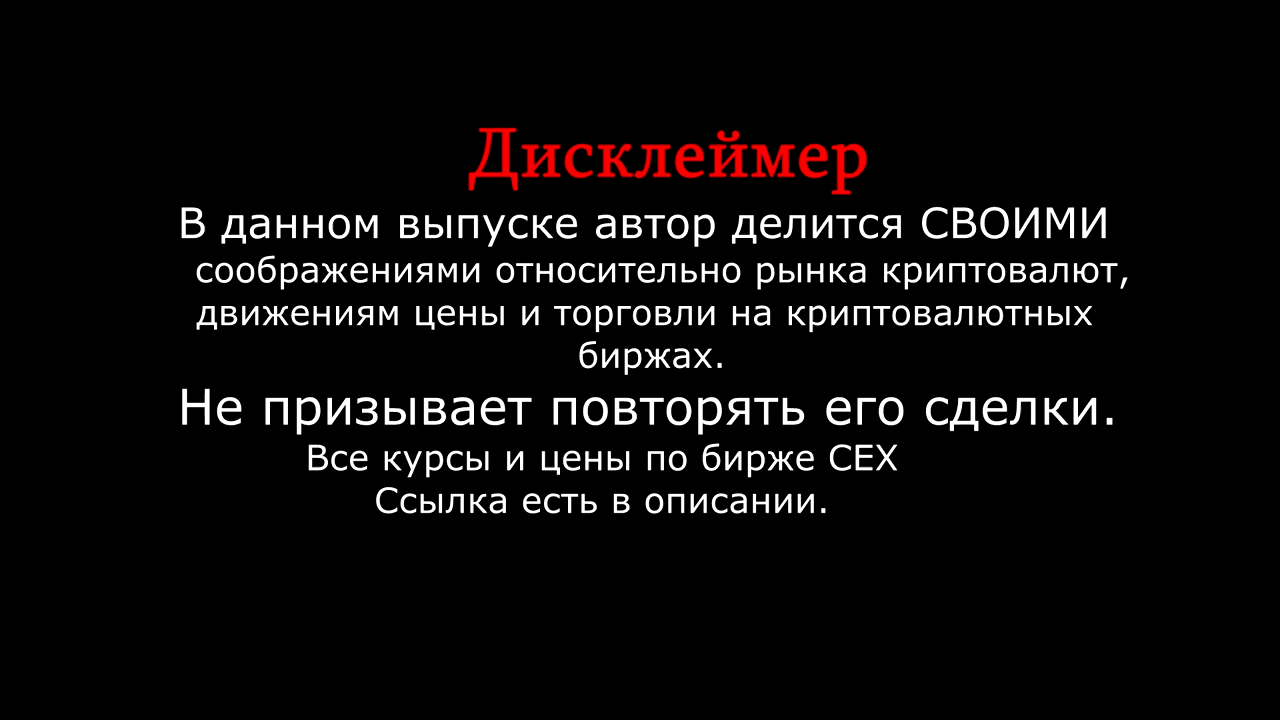 Дисклеймер
В данном выпуске автор делится СВОИМИ
соображениями относительно рынка криптовалют,
движениям цены и торговли на криптовалютных
биржах.
Не призывает повторять его сделки.
Все курсы и цены по бирже CEX
Ссылка есть в описании.